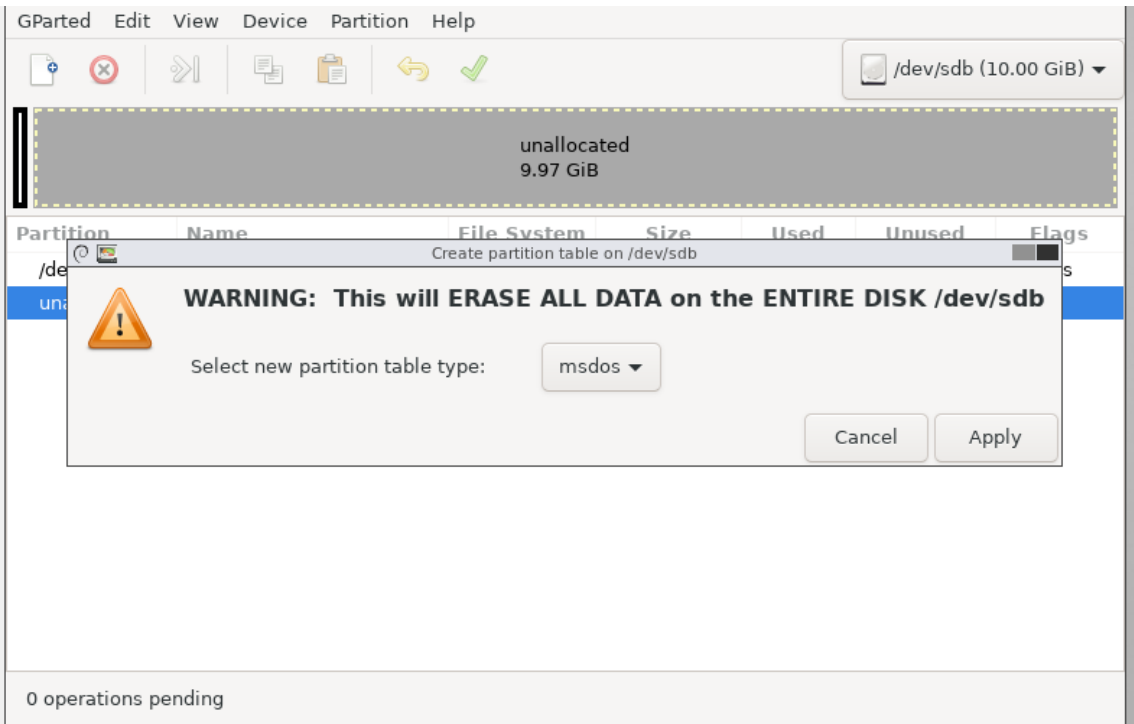 GParted Edit View Device Partition Help
/dev/sdb (10.00 GiB)
unallocated
9.97 GiB
Partition Name File System Size Used Unused Flags
Create partition table on /dev/sdb
WARNING: This will ERASE ALL DATA on the ENTIRE DISK /dev/sdb
Select new partition table type: msdos
Cancel Apply
0 operations pending